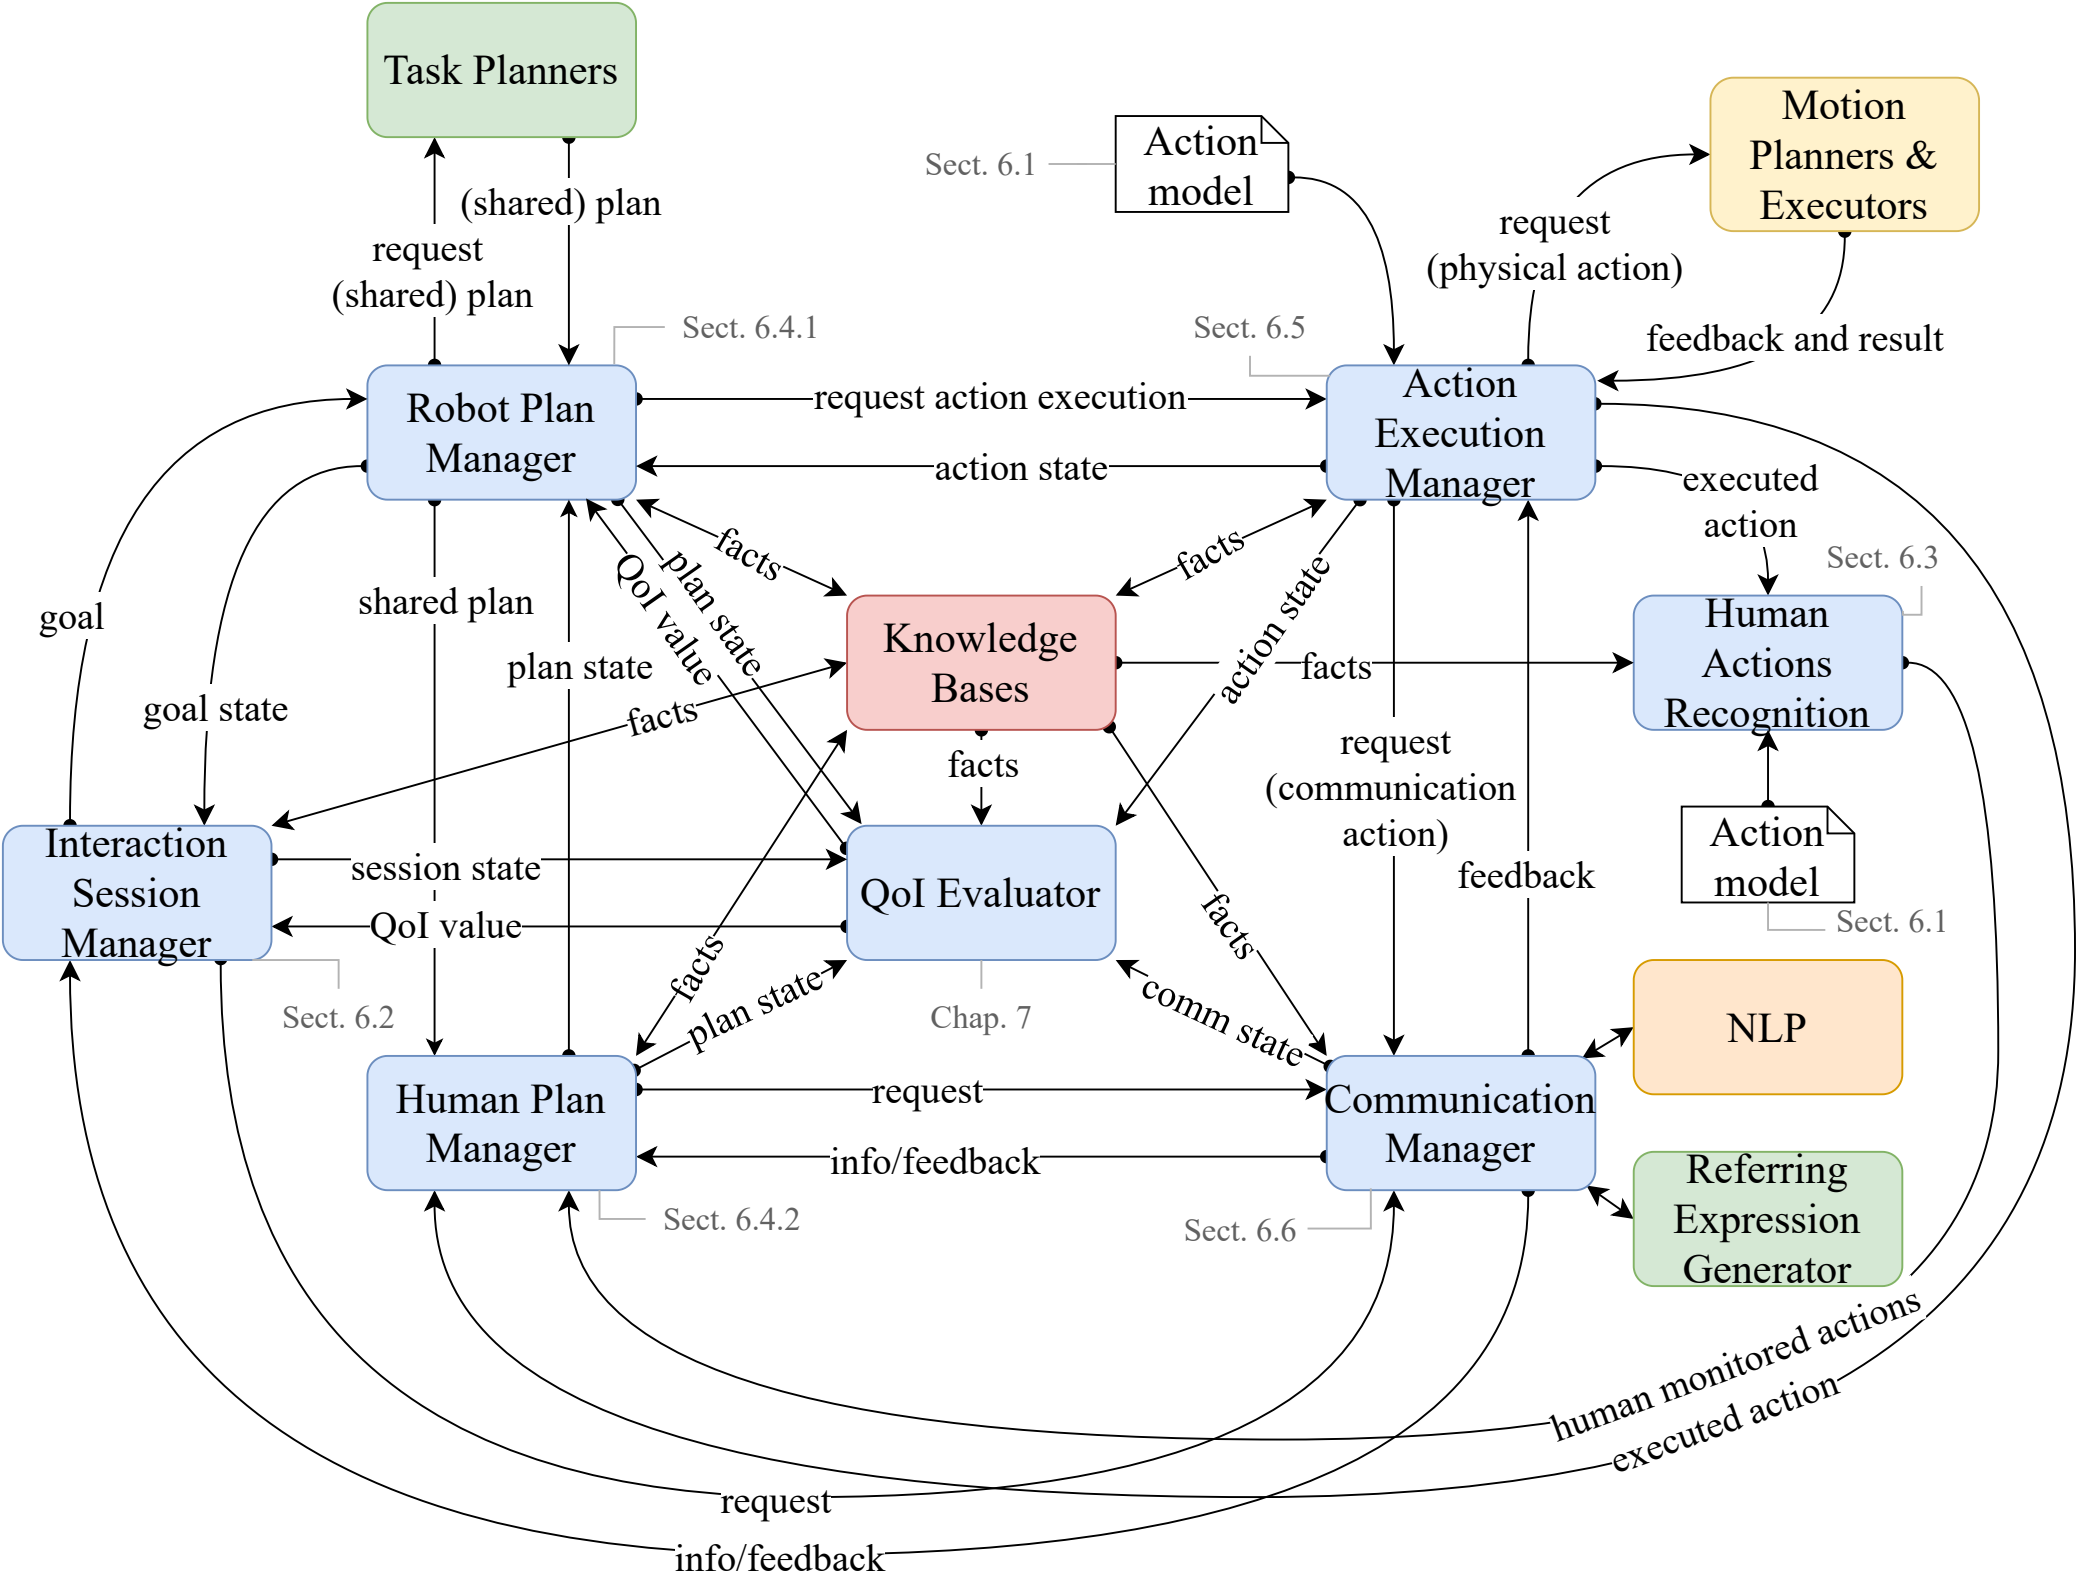 Task Planners
Motion
Planners &
Executors
Action
model
Sect. 6.1
(shared) plan
request
(shared) plan
request
(physical action)
feedback and result
Sect. 6.4.1
Sect. 6.5
Robot Plan
Manager
request action execution
action state
Action
Execution
Manager
executed
action
Sect. 6.3
facts
facts
plan state
QoI value
action state
goal
shared plan
plan state
goal state
facts
Knowledge
Bases
facts
Human
Actions
Recognition
facts
request
(communication
action)
feedback
Action
model
Sect. 6.1
Interaction
Session
Manager
session state
QoI value
QoI Evaluator
facts
facts
plan state
comm state
Sect. 6.2
Chap. 7
NLP
Human Plan
Manager
request
info/feedback
Communication
Manager
Sect. 6.4.2
Sect. 6.6
Referring
Expression
Generator
human monitored actions
executed action
request
info/feedback